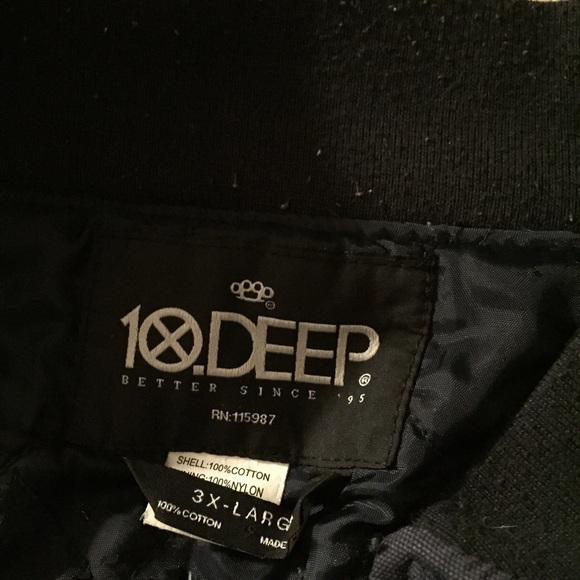 10.DEEP®
BETTER SINCE '95
RN:115987
SHELL:100%COTTON
100%NYLON
3X-LARG
100% COTTON
MADE